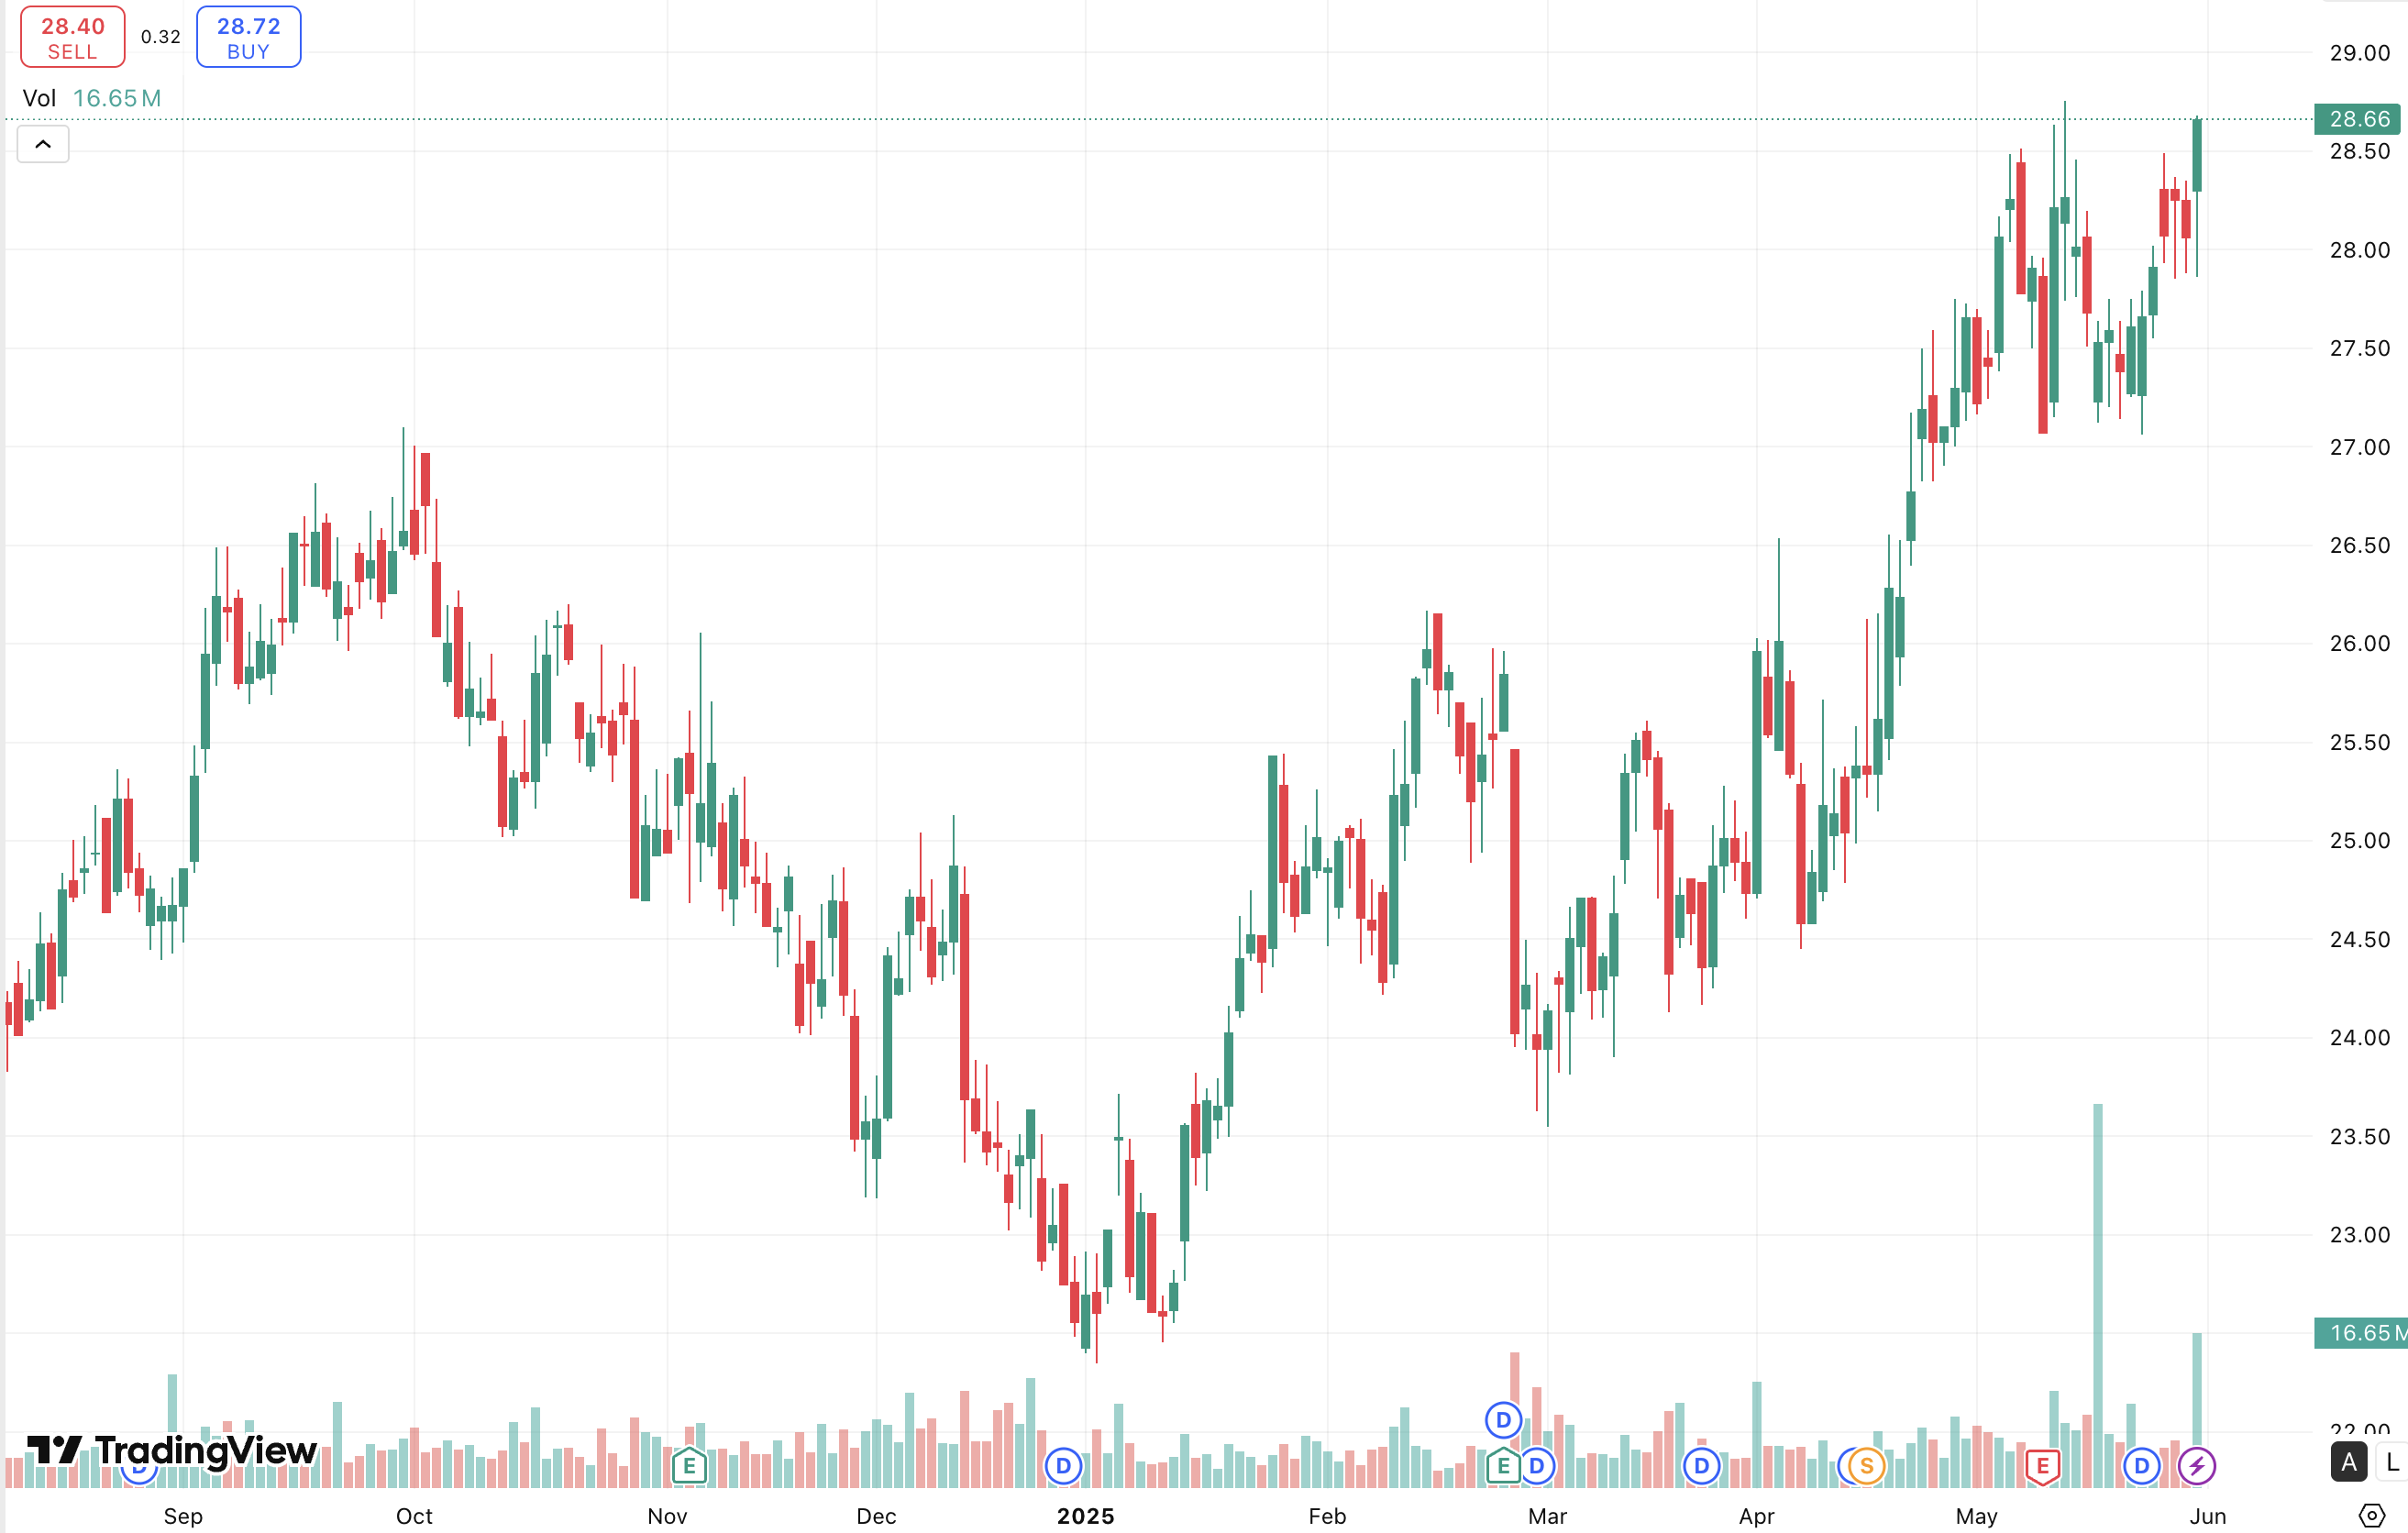 28.40
SELL
0.32
28.72
BUY
Vol 16.65 M
29.00
28.66
28.50
28.00
27.50
27.00
26.50
26.00
25.50
25.00
24.50
24.00
23.50
23.00
16.65 M
22.00
TradingView
D
E
D
D
E
D
D
S
E
D
A
L
Sep Oct Nov Dec 2025 Feb Mar Apr May Jun